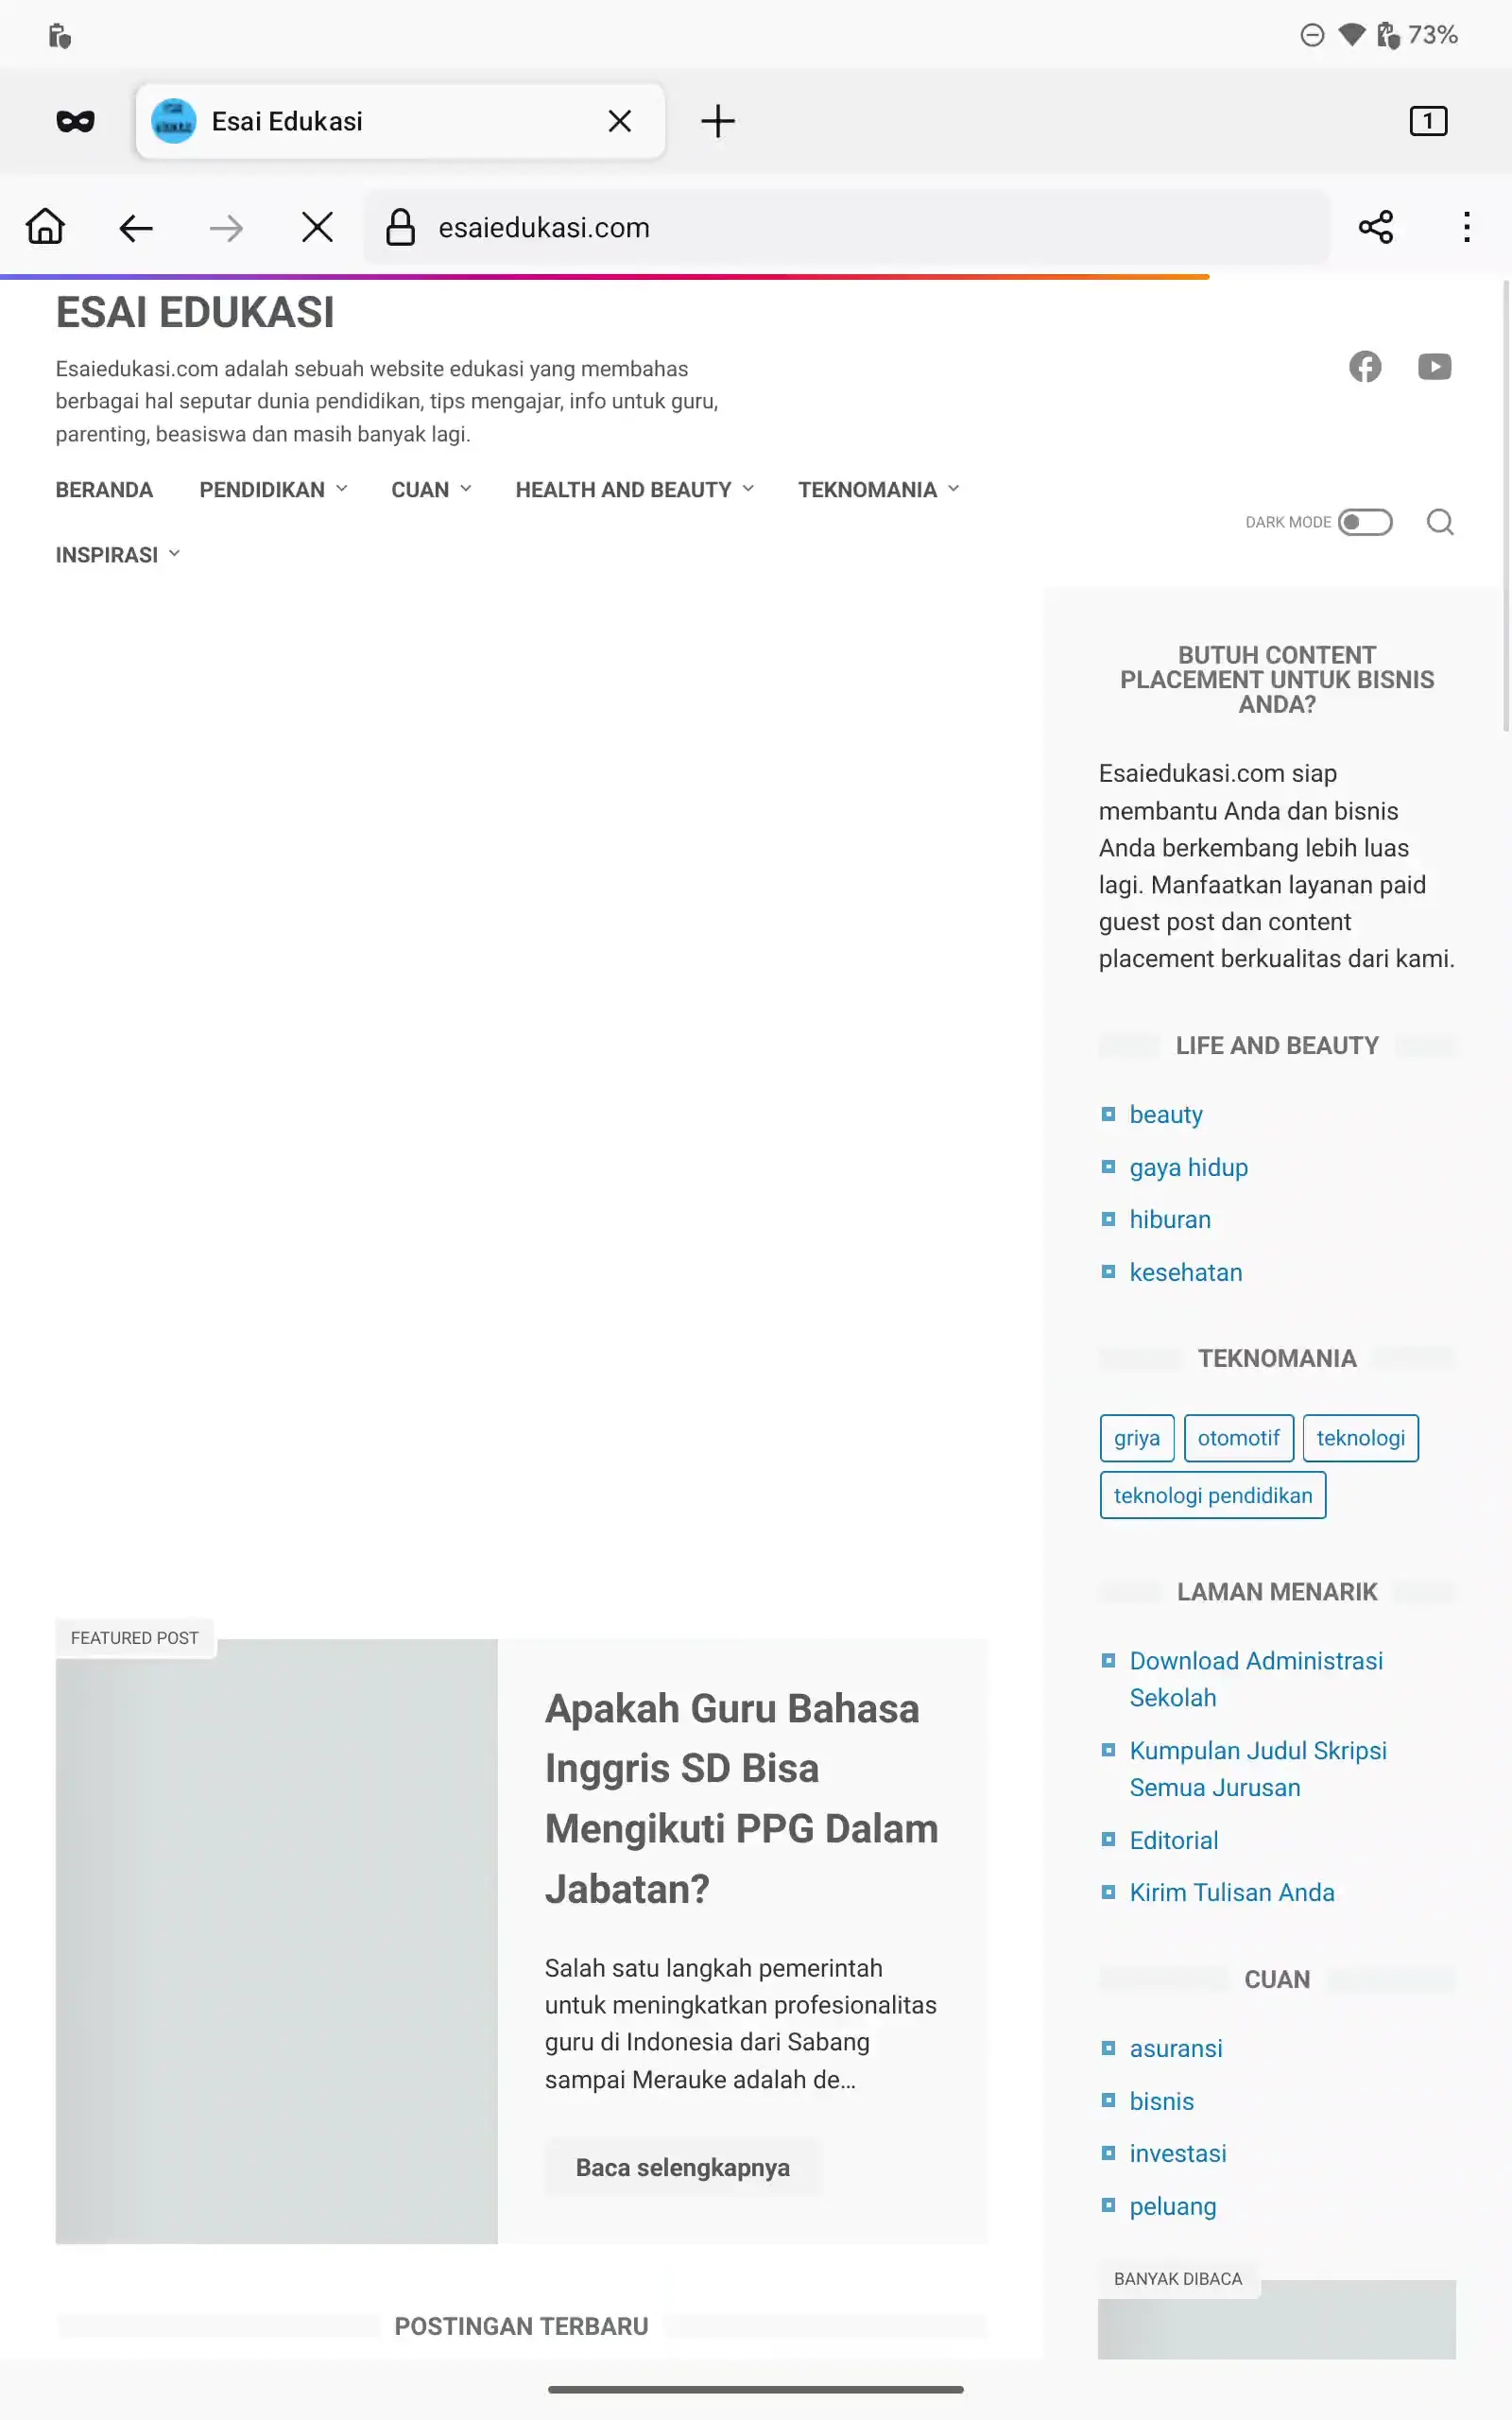 73%
Esai Edukasi
1
esaiedukasi.com
ESAI EDUKASI
Esaiedukasi.com adalah sebuah website edukasi yang membahas
berbagai hal seputar dunia pendidikan, tips mengajar, info untuk guru,
parenting, beasiswa dan masih banyak lagi.
BERANDA PENDIDIKAN CUAN HEALTH AND BEAUTY TEKNOMANIA
INSPIRASI
DARK MODE
BUTUH CONTENT
PLACEMENT UNTUK BISNIS
ANDA?
Esaiedukasi.com siap
membantu Anda dan bisnis
Anda berkembang lebih luas
lagi. Manfaatkan layanan paid
guest post dan content
placement berkualitas dari kami.
LIFE AND BEAUTY
beauty
gaya hidup
hiburan
kesehatan
TEKNOMANIA
griya otomotif teknologi
teknologi pendidikan
LAMAN MENARIK
Download Administrasi
Sekolah
Kumpulan Judul Skripsi
Semua Jurusan
Editorial
Kirim Tulisan Anda
CUAN
asuransi
bisnis
investasi
peluang
BANYAK DIBACA
FEATURED POST
Apakah Guru Bahasa
Inggris SD Bisa
Mengikuti PPG Dalam
Jabatan?
Salah satu langkah pemerintah
untuk meningkatkan profesionalitas
guru di Indonesia dari Sabang
sampai Merauke adalah de...
Baca selengkapnya
POSTINGAN TERBARU